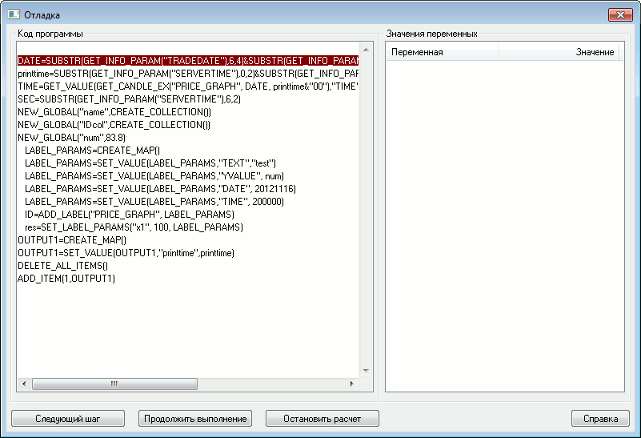 Отладка
Код программы
DATE=SUBSTR(GET_INFO_PARAM("TRADEDATE"),6,4)&SUBSTR(GET_INFO_PARAM
printtime=SUBSTR(GET_INFO_PARAM("SERVERTIME"),0,2)&SUBSTR(GET_INFO_PAR
TIME=GET_VALUE(GET_CANDLE_EX("PRICE_GRAPH", DATE, printtime&"00"),"TIME"
SEC=SUBSTR(GET_INFO_PARAM("SERVERTIME"),6,2)
NEW_GLOBAL("name",CREATE_COLLECTION())
NEW_GLOBAL("IDcol",CREATE_COLLECTION())
NEW_GLOBAL("num",83.8)
LABEL_PARAMS=CREATE_MAP()
LABEL_PARAMS=SET_VALUE(LABEL_PARAMS,"TEXT","test")
LABEL_PARAMS=SET_VALUE(LABEL_PARAMS,"YVALUE", num)
LABEL_PARAMS=SET_VALUE(LABEL_PARAMS,"DATE", 20121116)
LABEL_PARAMS=SET_VALUE(LABEL_PARAMS,"TIME", 200000)
ID=ADD_LABEL("PRICE_GRAPH", LABEL_PARAMS)
res=SET_LABEL_PARAMS("x1", 100, LABEL_PARAMS)
OUTPUT1=CREATE_MAP()
OUTPUT1=SET_VALUE(OUTPUT1,"printtime",printtime)
DELETE_ALL_ITEMS()
ADD_ITEM(1,OUTPUT1)
Значения переменных
Переменная Значение
Следующий шаг Продолжить выполнение Остановить расчет Справка